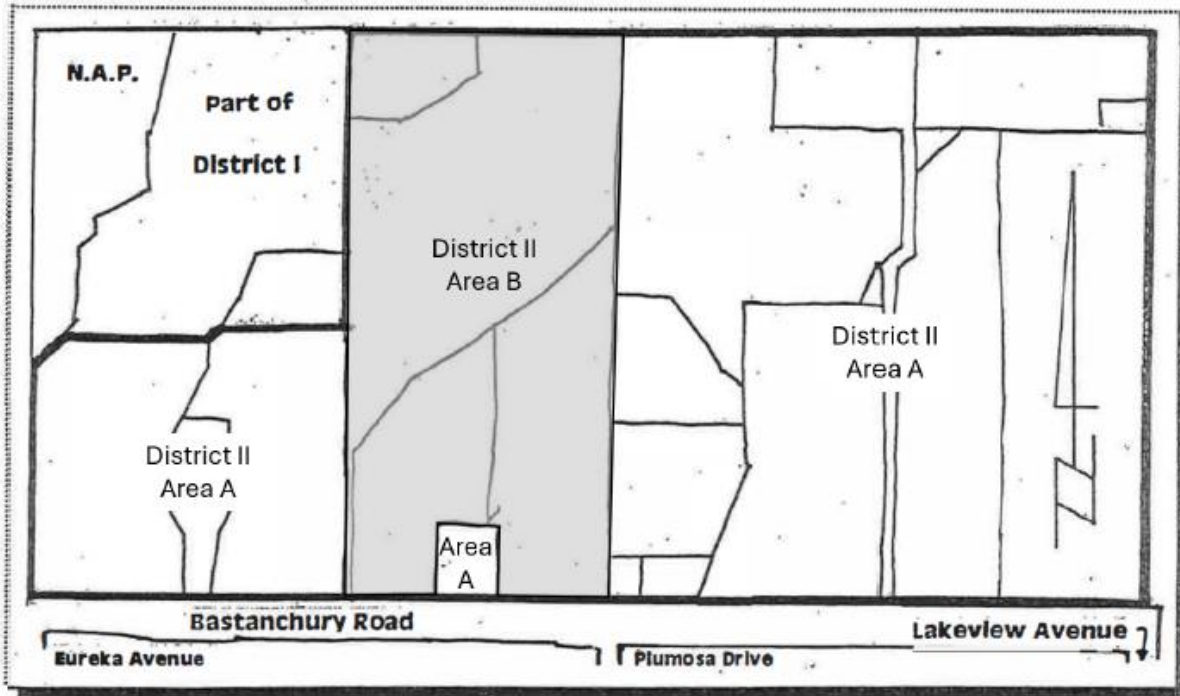 N.A.P.
Part of
District I
District II
Area B
District II
Area A
District II
Area A
Area
A
Bastanchury Road
Lakeview Avenue
Eureka Avenue
Plumosa Drive